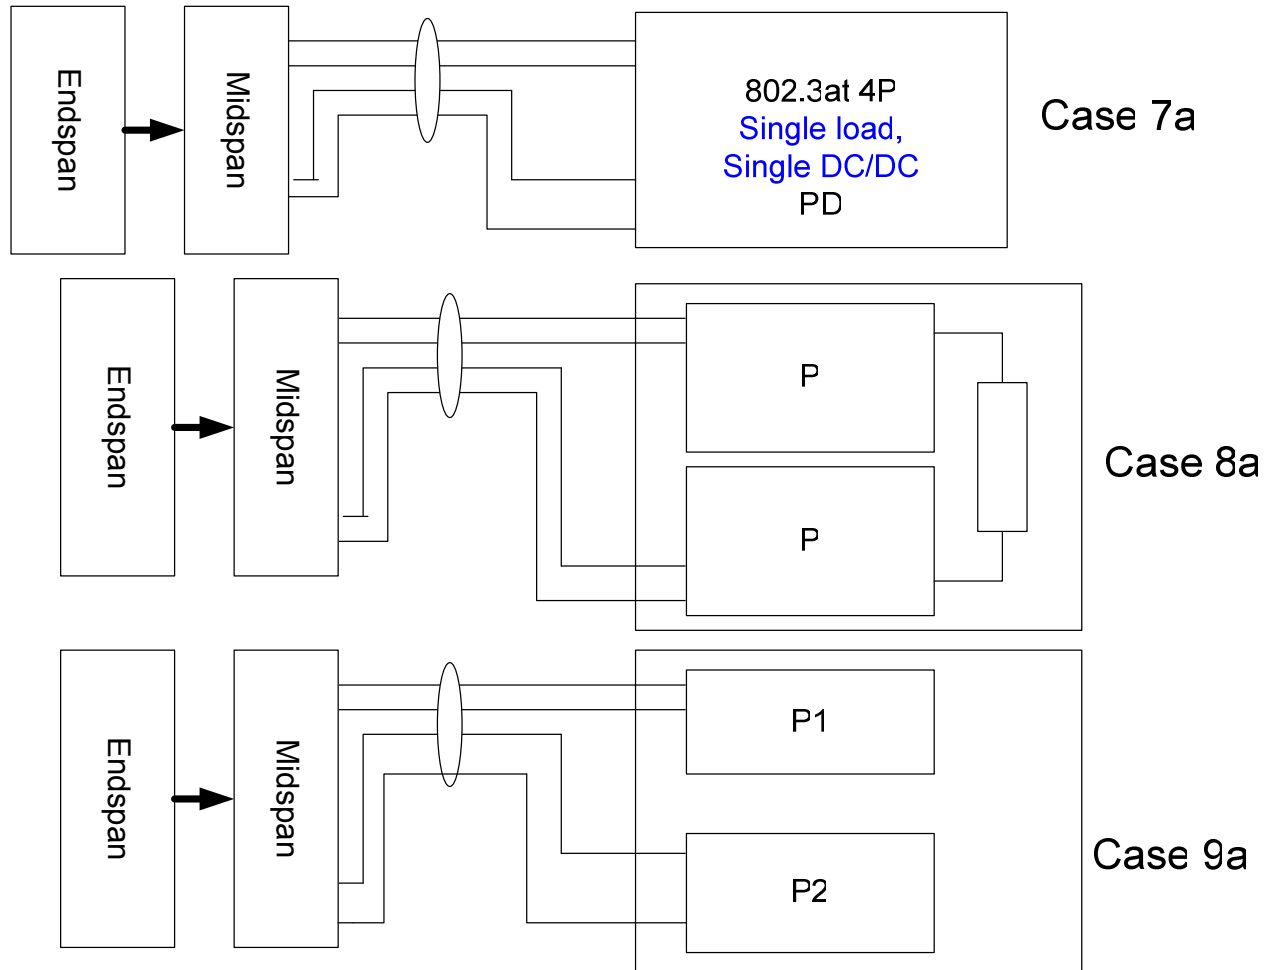 Endspan
Midspan
802.3at 4P
Single load,
Single DC/DC
PD
Case 7a
Endspan
Midspan
P
P
Case 8a
Endspan
Midspan
P1
P2
Case 9a